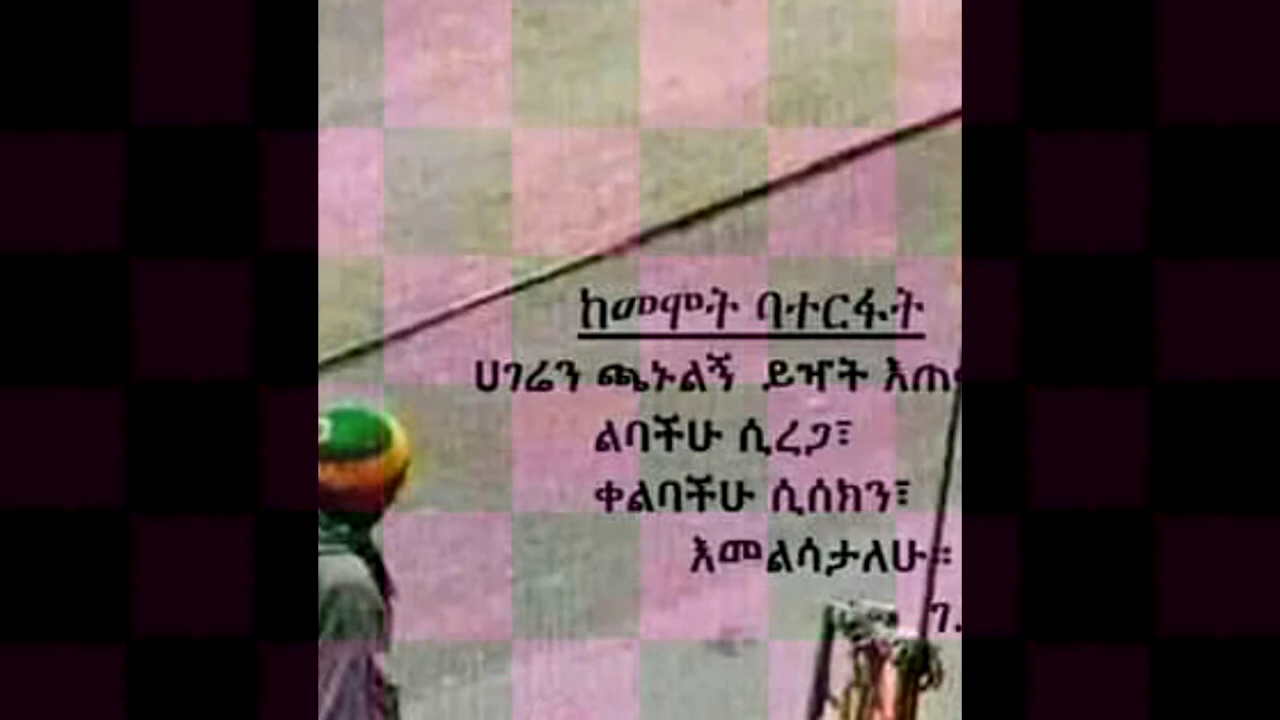 ከመሞት ባተርፋት
ሀገሬን ጫኑልኝ ይዣት
ልባችሁ ሲረጋ፣
ቀልባችሁ ሲሰክን፣
እመልሳታለሁ።
ገ.